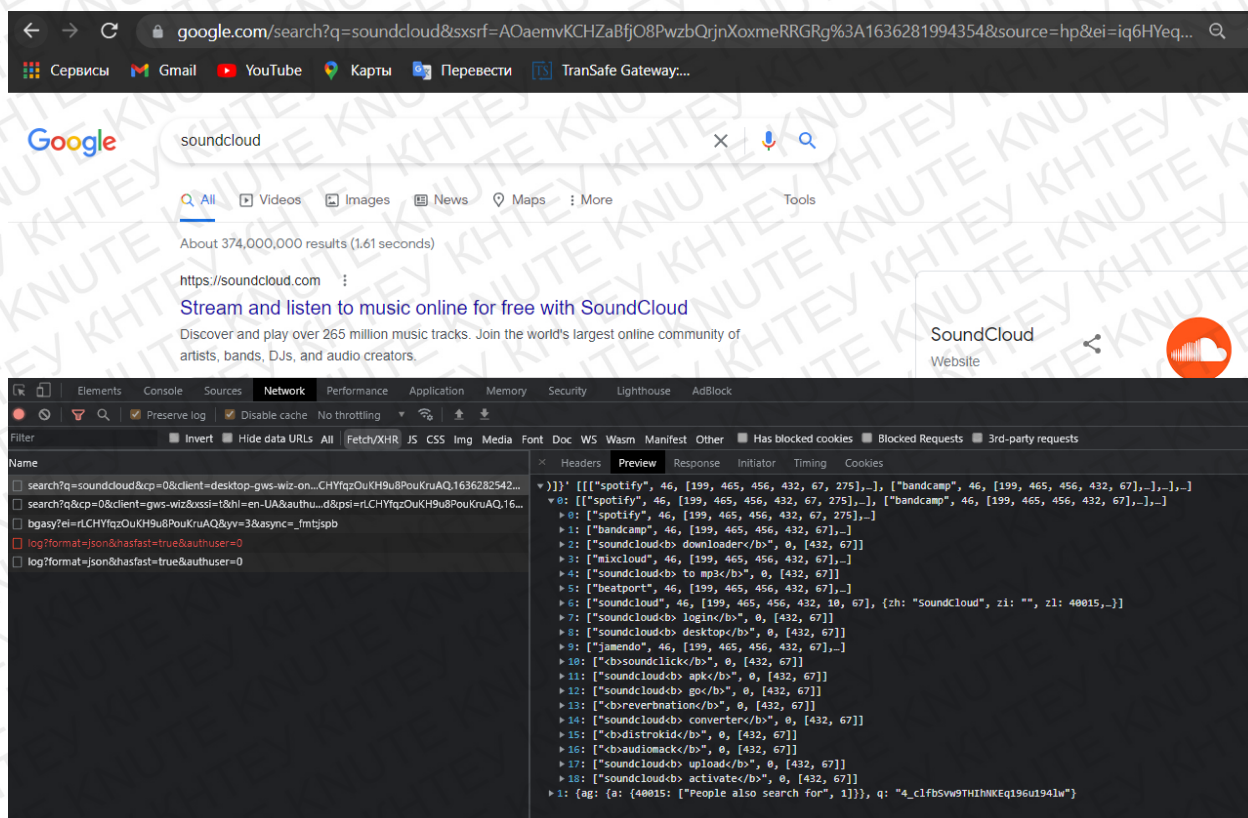 google.com/search?q=soundcloud&sxsrf=AOaemvKCHZaBfjO8PwzbQrjnXoxmeRRGRg%3A1636281994354&source=hp&ei=iq6HYeq...
Сервисы Gmail YouTube Карты Перевести TS TranSafe Gateway:...
Google soundcloud
All Videos Images News Maps More Tools
About 374,000,000 results (1.61 seconds)
https://soundcloud.com
Stream and listen to music online for free with SoundCloud
Discover and play over 265 million music tracks. Join the world's largest online community of
artists, bands, DJs, and audio creators.
SoundCloud
Website
Elements Console Sources Network Performance Application Memory Security Lighthouse AdBlock
Preserve log Disable cache No throttling
Filter Invert Hide data URLs All Fetch/XHR JS CSS Img Media Font Doc WS Wasm Manifest Other Has blocked cookies Blocked Requests 3rd-party requests
Name
search?q=soundcloud&cp=0&client=desktop-gws-wiz-on...CHYfqzOuKH9u8PouKruAQ.1636282542...
search?q&cp=0&client=gws-wiz&xssi=t&hl=en-UA&authu...d&psi=rLCHYfqzOuKH9u8PouKruAQ.16...
bgasy?ei=rLCHYfqzOuKH9u8PouKruAQ&yv=3&async=_fmt:jspb
log?format=json&hasfast=true&authuser=0
log?format=json&hasfast=true&authuser=0
× Headers Preview Response Initiator Timing Cookies
▼)]}' [[["spotify", 46, [199, 465, 456, 432, 67, 275],…], ["bandcamp", 46, [199, 465, 456, 432, 67],…],…],…]
▼0: [["spotify", 46, [199, 465, 456, 432, 67, 275],…], ["bandcamp", 46, [199, 465, 456, 432, 67],…],…]
▶0: ["spotify", 46, [199, 465, 456, 432, 67, 275],…]
▶1: ["bandcamp", 46, [199, 465, 456, 432, 67],…]
▶2: ["soundcloud<b> downloader</b>", 0, [432, 67]]
▶3: ["mixcloud", 46, [199, 465, 456, 432, 67],…]
▶4: ["soundcloud<b> to mp3</b>", 0, [432, 67]]
▶5: ["beatport", 46, [199, 465, 456, 432, 67],…]
▶6: ["soundcloud", 46, [199, 465, 456, 432, 10, 67], {zh: "SoundCloud", zi: "", zl: 40015,…}]
▶7: ["soundcloud<b> login</b>", 0, [432, 67]]
▶8: ["soundcloud<b> desktop</b>", 0, [432, 67]]
▶9: ["jamendo", 46, [199, 465, 456, 432, 67],…]
▶10: ["<b>soundclick</b>", 0, [432, 67]]
▶11: ["soundcloud<b> apk</b>", 0, [432, 67]]
▶12: ["soundcloud<b> go</b>", 0, [432, 67]]
▶13: ["<b>reverbnation</b>", 0, [432, 67]]
▶14: ["soundcloud<b> converter</b>", 0, [432, 67]]
▶15: ["<b>distrokid</b>", 0, [432, 67]]
▶16: ["<b>audiomack</b>", 0, [432, 67]]
▶17: ["soundcloud<b> upload</b>", 0, [432, 67]]
▶18: ["soundcloud<b> activate</b>", 0, [432, 67]]
▶1: {ag: {a: {40015: ["People also search for", 1]}}, q: "4_clfbSvw9THIhNKEq196u194lw"}